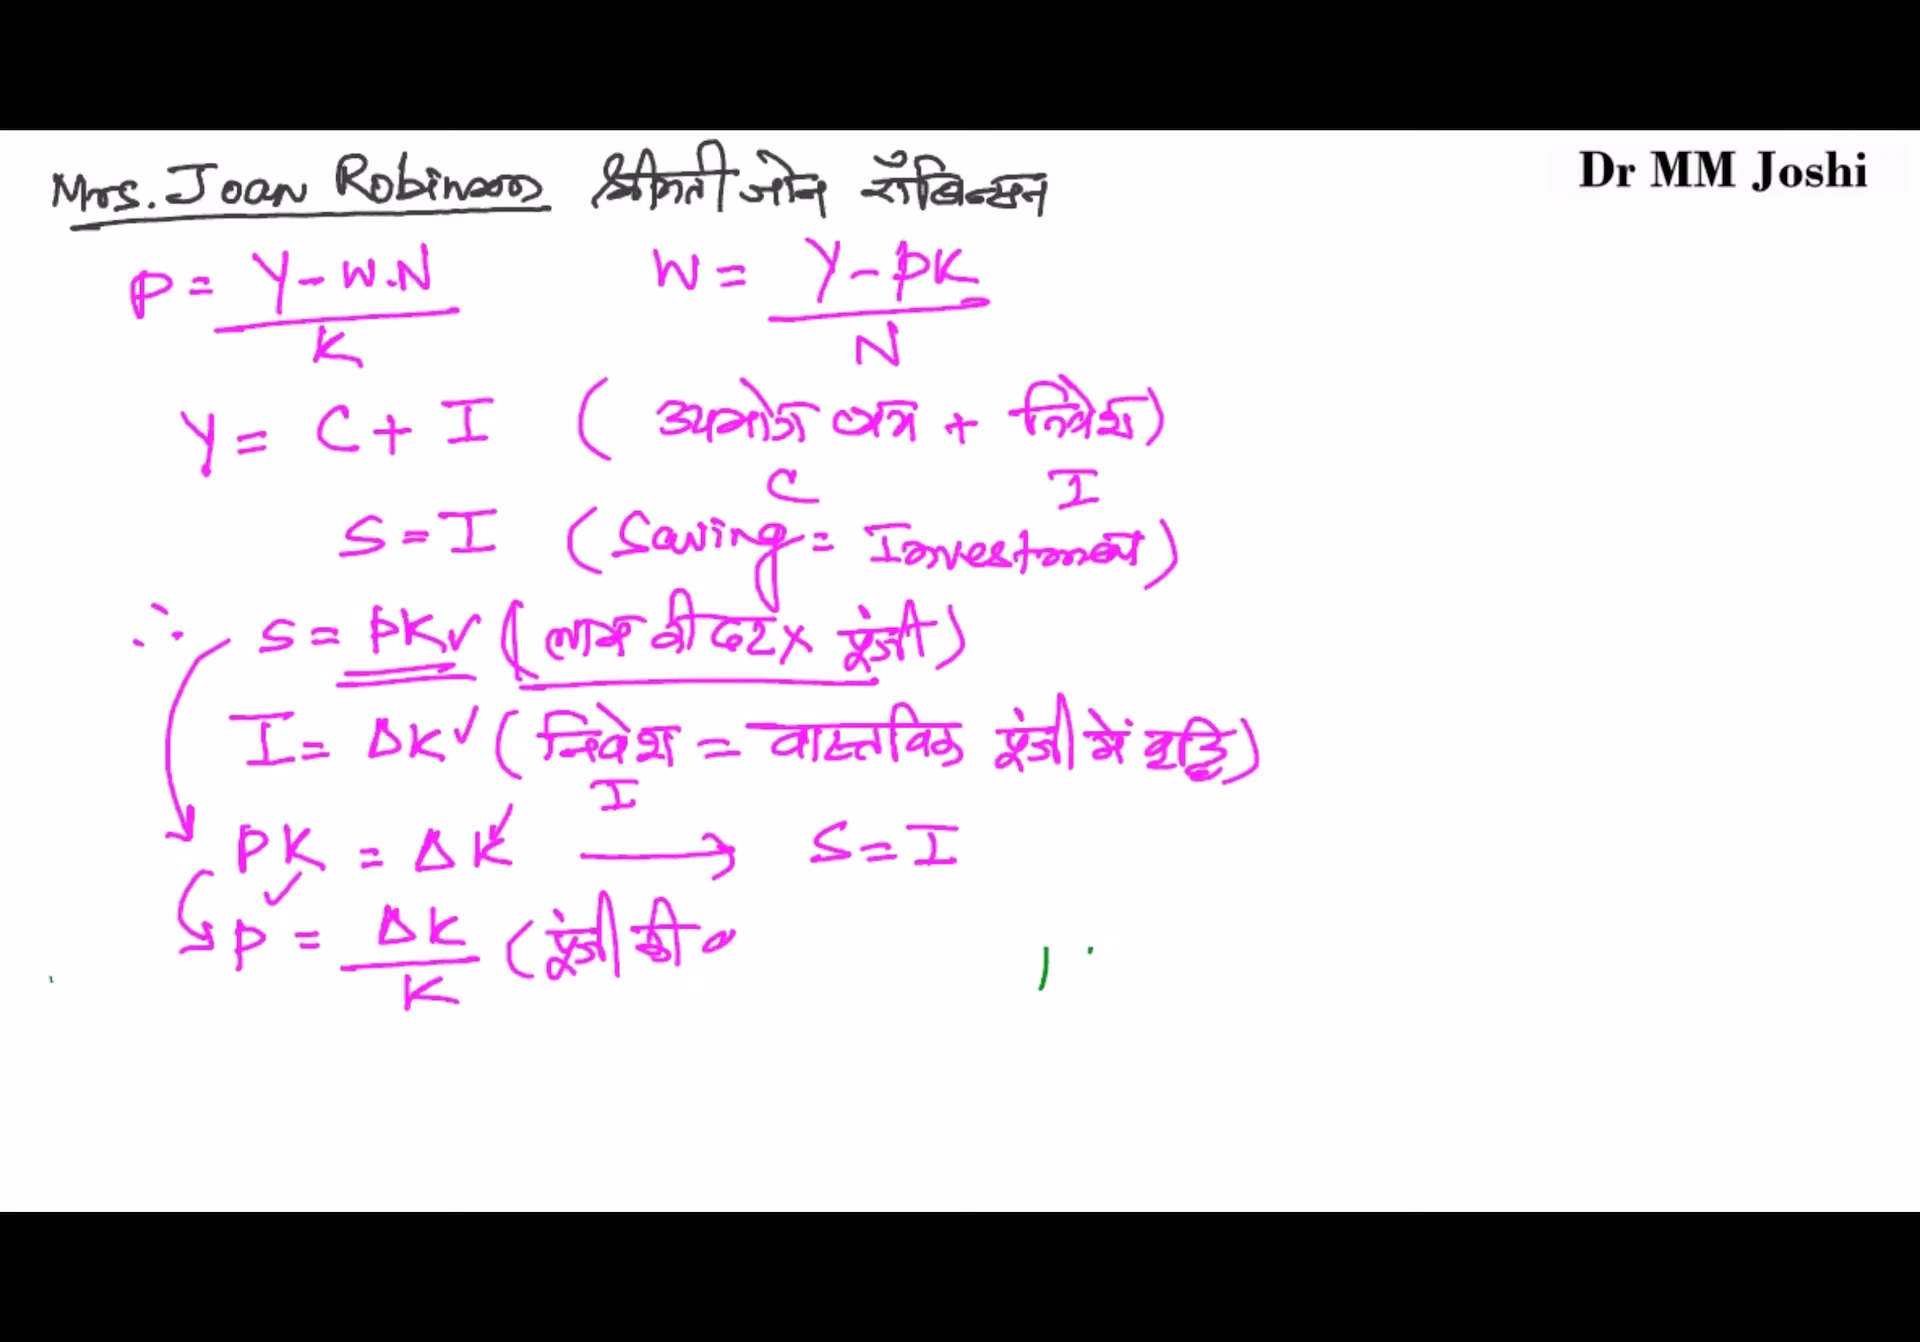 Mrs. Joan Robinson श्रीमती जोन रॉबिन्सन
Dr MM Joshi
P = Y - W.N / K    W = Y - PK / N
Y = C + I ( उपभोग व्यय + निवेश )
C I
S = I ( Saving = Investment )
∴ S = PK ✓ ( लाभ की दर x पूंजी )
I = ΔK ✓ ( निवेश = वास्तविक पूंजी में वृद्धि )
I
PK = ΔK ⟶ S = I
P = ΔK / K ( पूंजी की